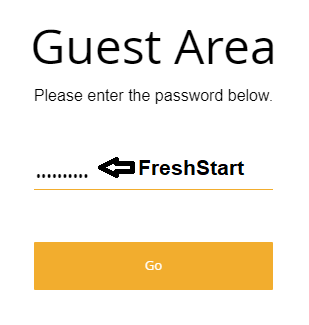 Guest Area
Please enter the password below.
.......... FreshStart
Go